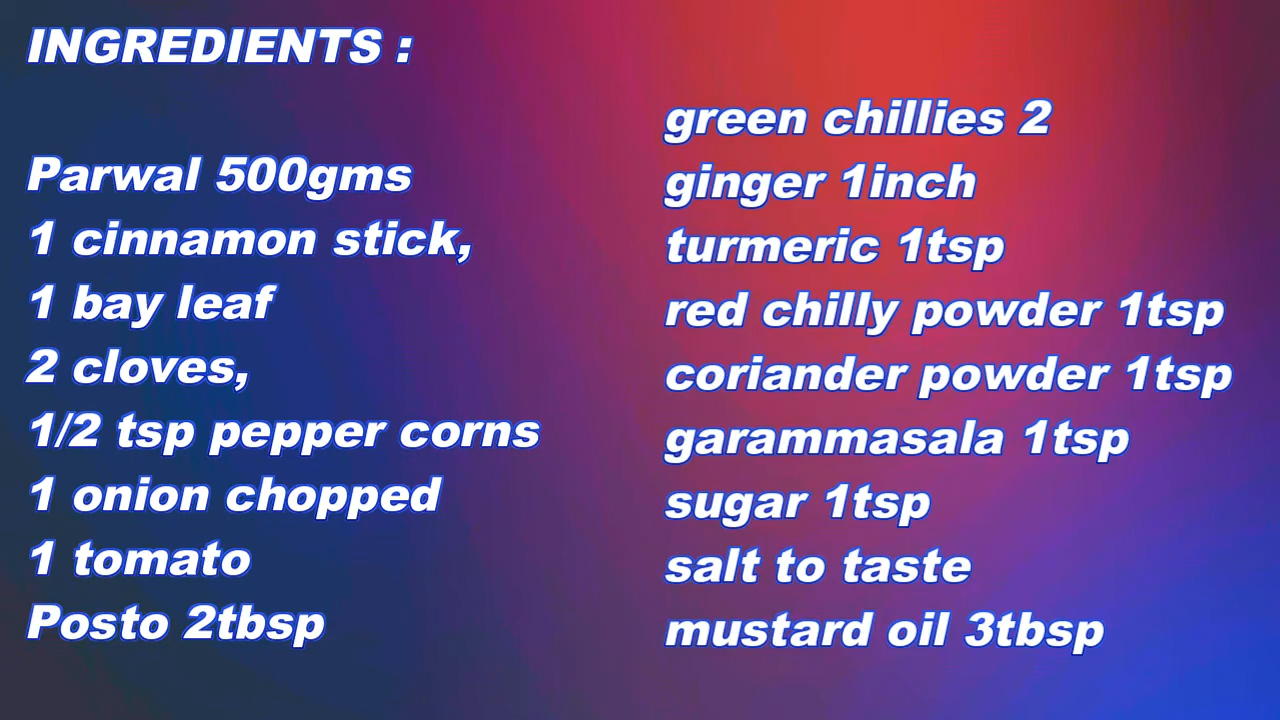 INGREDIENTS :
Parwal 500gms
1 cinnamon stick,
1 bay leaf
2 cloves,
1/2 tsp pepper corns
1 onion chopped
1 tomato
Posto 2tbsp
green chillies 2
ginger 1inch
turmeric 1tsp
red chilly powder 1tsp
coriander powder 1tsp
garammasala 1tsp
sugar 1tsp
salt to taste
mustard oil 3tbsp